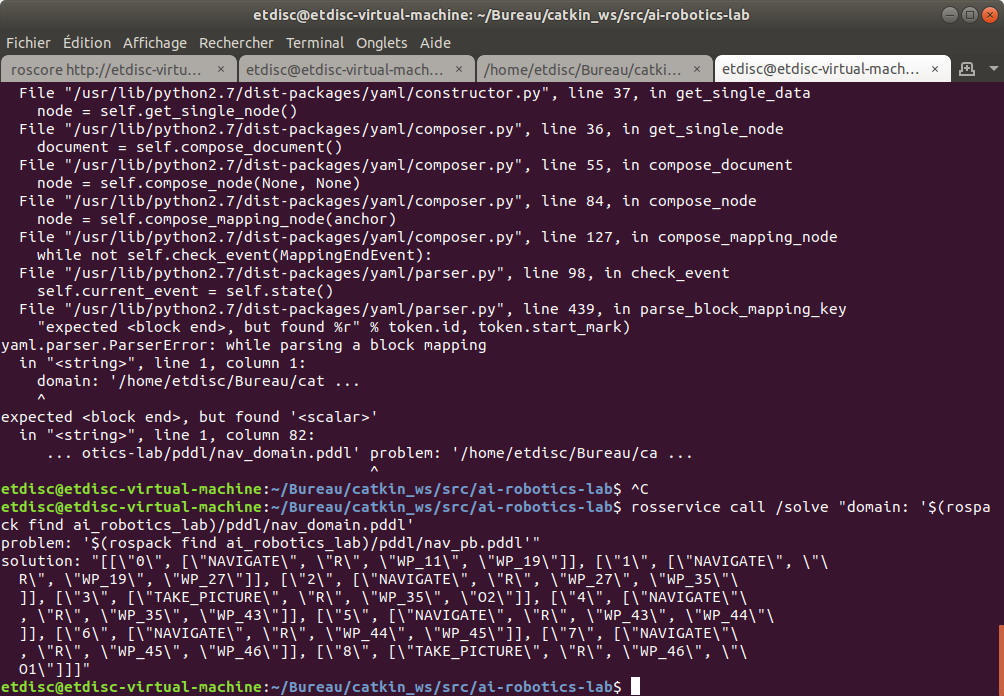 etdisc@etdisc-virtual-machine: ~/Bureau/catkin_ws/src/ai-robotics-lab
Fichier Édition Affichage Rechercher Terminal Onglets Aide
roscore http://etdisc-virtu... × etdisc@etdisc-virtual-mach... × /home/etdisc/Bureau/catki... × etdisc@etdisc-virtual-mach... ×
  File "/usr/lib/python2.7/dist-packages/yaml/constructor.py", line 37, in get_single_data
    node = self.get_single_node()
  File "/usr/lib/python2.7/dist-packages/yaml/composer.py", line 36, in get_single_node
    document = self.compose_document()
  File "/usr/lib/python2.7/dist-packages/yaml/composer.py", line 55, in compose_document
    node = self.compose_node(None, None)
  File "/usr/lib/python2.7/dist-packages/yaml/composer.py", line 84, in compose_node
    node = self.compose_mapping_node(anchor)
  File "/usr/lib/python2.7/dist-packages/yaml/composer.py", line 127, in compose_mapping_node
    while not self.check_event(MappingEndEvent):
  File "/usr/lib/python2.7/dist-packages/yaml/parser.py", line 98, in check_event
    self.current_event = self.state()
  File "/usr/lib/python2.7/dist-packages/yaml/parser.py", line 439, in parse_block_mapping_key
    "expected <block end>, but found %r" % token.id, token.start_mark)
yaml.parser.ParserError: while parsing a block mapping
  in "<string>", line 1, column 1:
    domain: '/home/etdisc/Bureau/cat ...
    ^
expected <block end>, but found '<scalar>'
  in "<string>", line 1, column 82:
     ... otics-lab/pddl/nav_domain.pddl' problem: '/home/etdisc/Bureau/ca ...
                                         ^
etdisc@etdisc-virtual-machine:~/Bureau/catkin_ws/src/ai-robotics-lab$ ^C
etdisc@etdisc-virtual-machine:~/Bureau/catkin_ws/src/ai-robotics-lab$ rosservice call /solve "domain: '$(rospa
ck find ai_robotics_lab)/pddl/nav_domain.pddl'
problem: '$(rospack find ai_robotics_lab)/pddl/nav_pb.pddl'"
solution: "[[\"0\", [\"NAVIGATE\", \"R\", \"WP_11\", \"WP_19\"]], [\"1\", [\"NAVIGATE\", \"\
  R\", \"WP_19\", \"WP_27\"]], [\"2\", [\"NAVIGATE\", \"R\", \"WP_27\", \"WP_35\"\
  ]], [\"3\", [\"TAKE_PICTURE\", \"R\", \"WP_35\", \"O2\"]], [\"4\", [\"NAVIGATE\"\
  , \"R\", \"WP_35\", \"WP_43\"]], [\"5\", [\"NAVIGATE\", \"R\", \"WP_43\", \"WP_44\"\
  ]], [\"6\", [\"NAVIGATE\", \"R\", \"WP_44\", \"WP_45\"]], [\"7\", [\"NAVIGATE\"\
  , \"R\", \"WP_45\", \"WP_46\"]], [\"8\", [\"TAKE_PICTURE\", \"R\", \"WP_46\", \"\
  O1\"]]]"
etdisc@etdisc-virtual-machine:~/Bureau/catkin_ws/src/ai-robotics-lab$